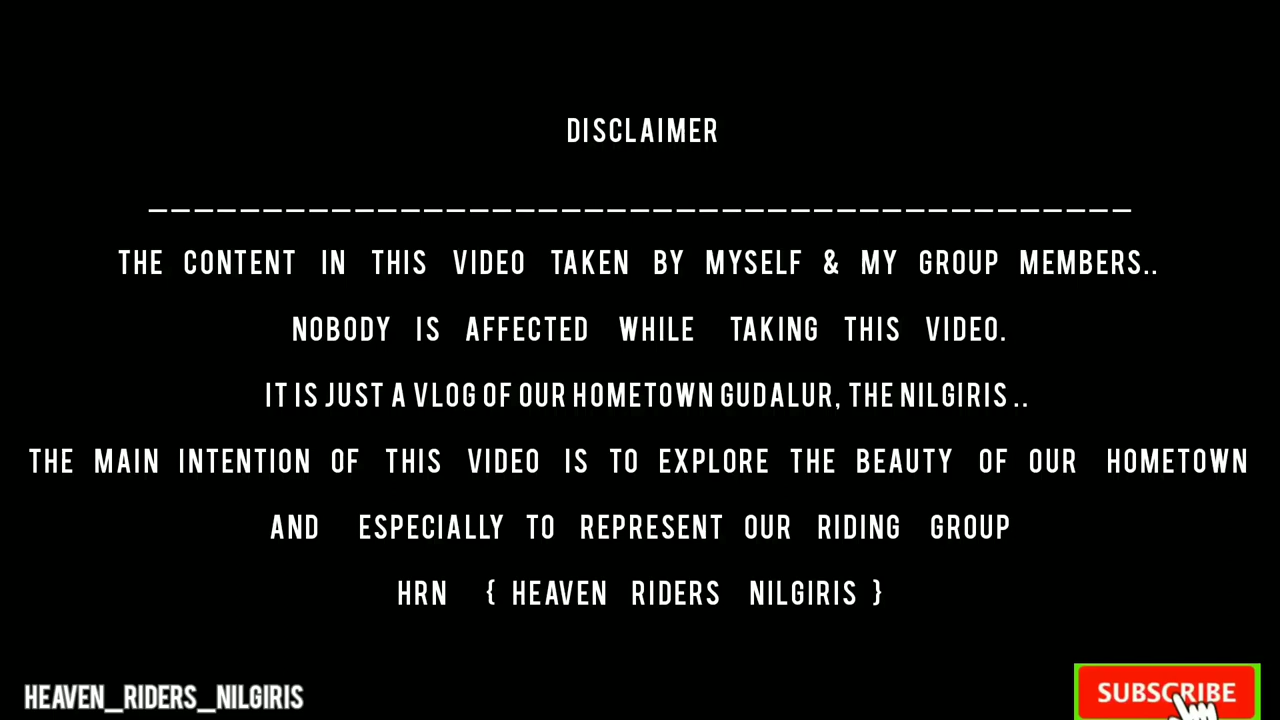 DISCLAIMER
___________________________________________
THE CONTENT IN THIS VIDEO TAKEN BY MYSELF & MY GROUP MEMBERS..
NOBODY IS AFFECTED WHILE TAKING THIS VIDEO.
IT IS JUST A VLOG OF OUR HOMETOWN GUDALUR, THE NILGIRIS ..
THE MAIN INTENTION OF THIS VIDEO IS TO EXPLORE THE BEAUTY OF OUR HOMETOWN
AND ESPECIALLY TO REPRESENT OUR RIDING GROUP
HRN { HEAVEN RIDERS NILGIRIS }
HEAVEN_RIDERS_NILGIRIS
SUBSCRIBE